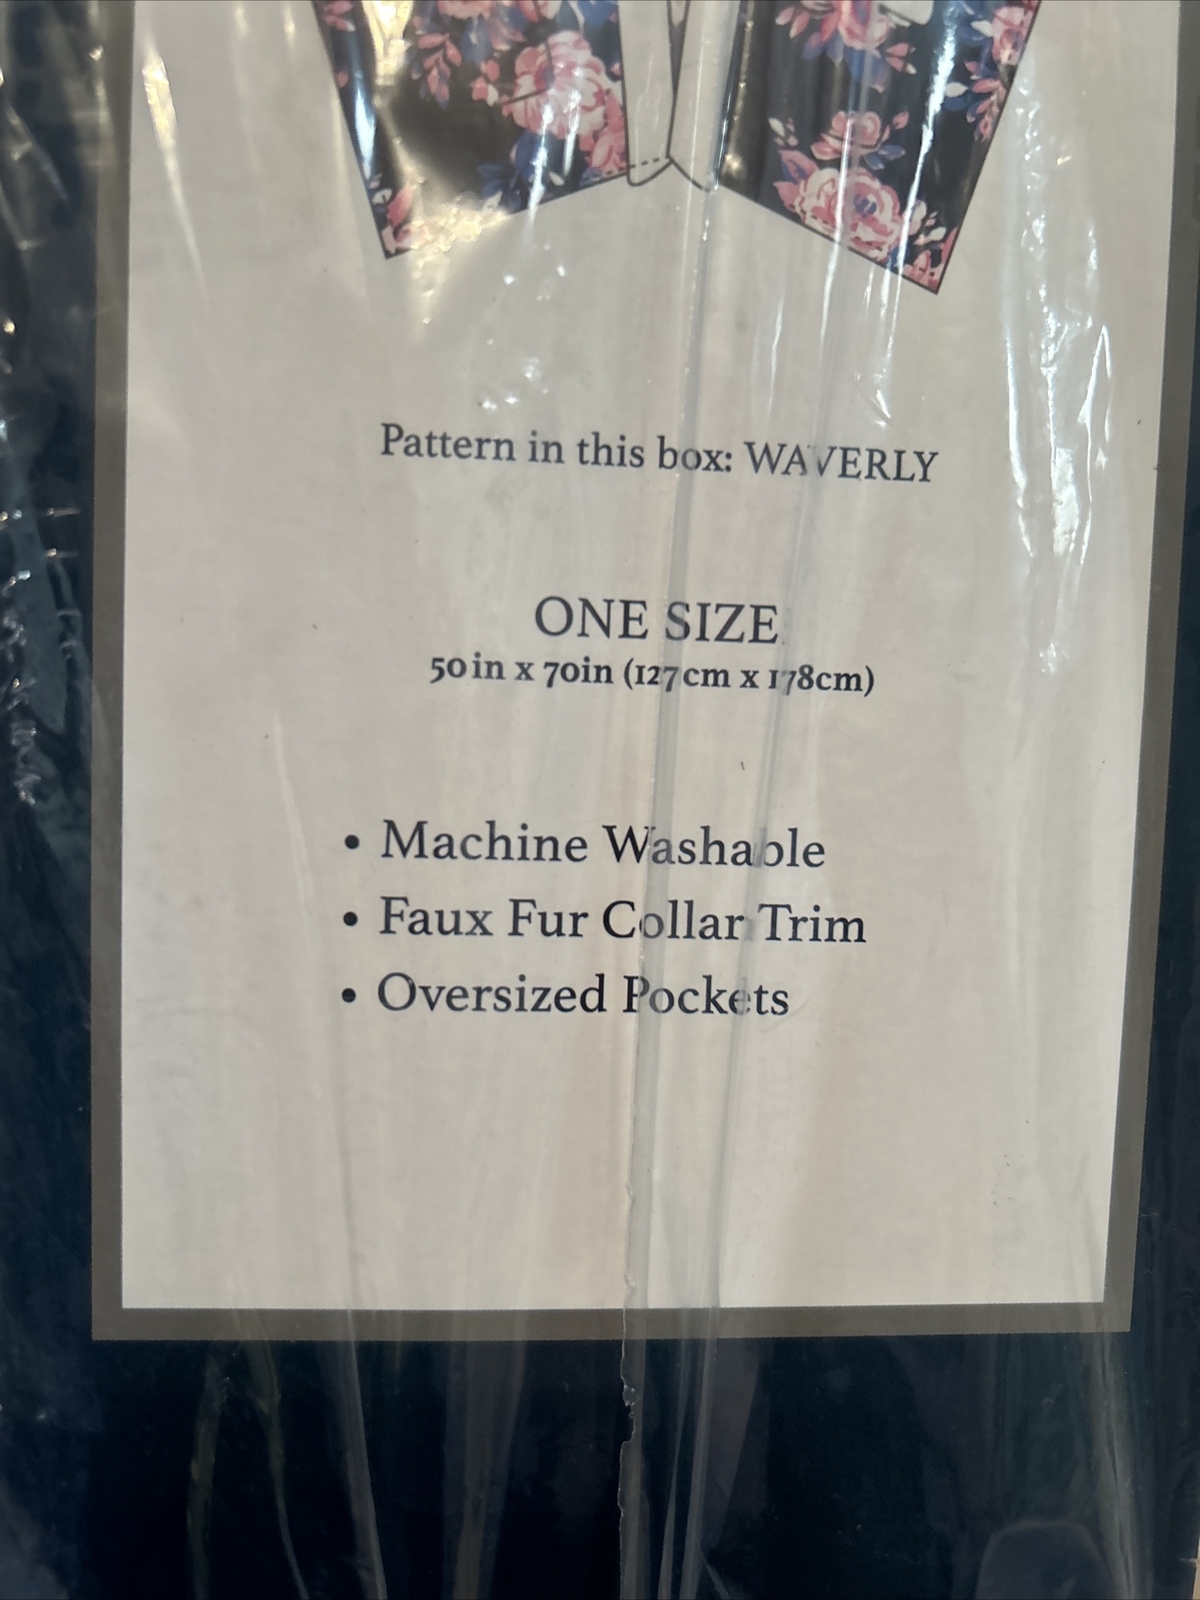 Pattern in this box: WAVERLY
ONE SIZE
50in x 70in (127cm x 178cm)
• Machine Washable
• Faux Fur Collar Trim
• Oversized Pockets